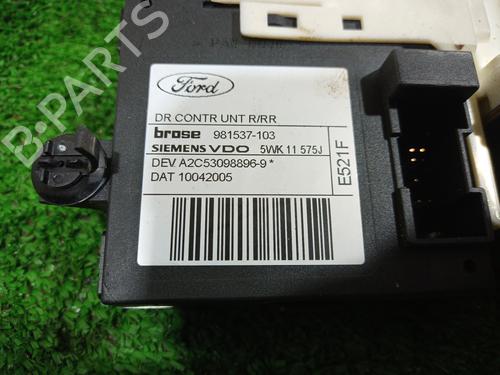 Ford
DR CONTR UNT R/RR
brose 981537-103
SIEMENS VDO 5WK 11 575J
DEV A2C53098896-9 *
DAT 10042005
E521F